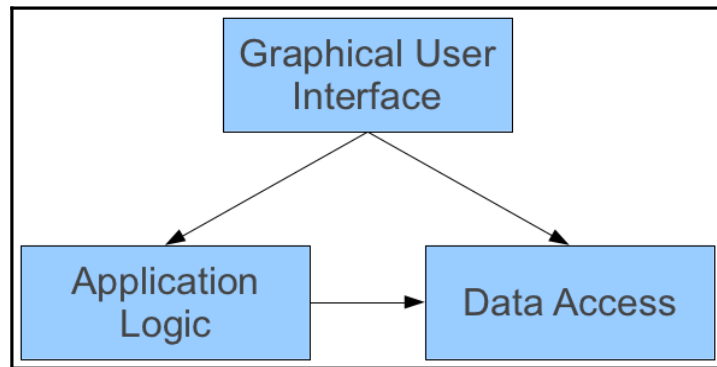 Graphical User
Interface
Application
Logic
Data Access